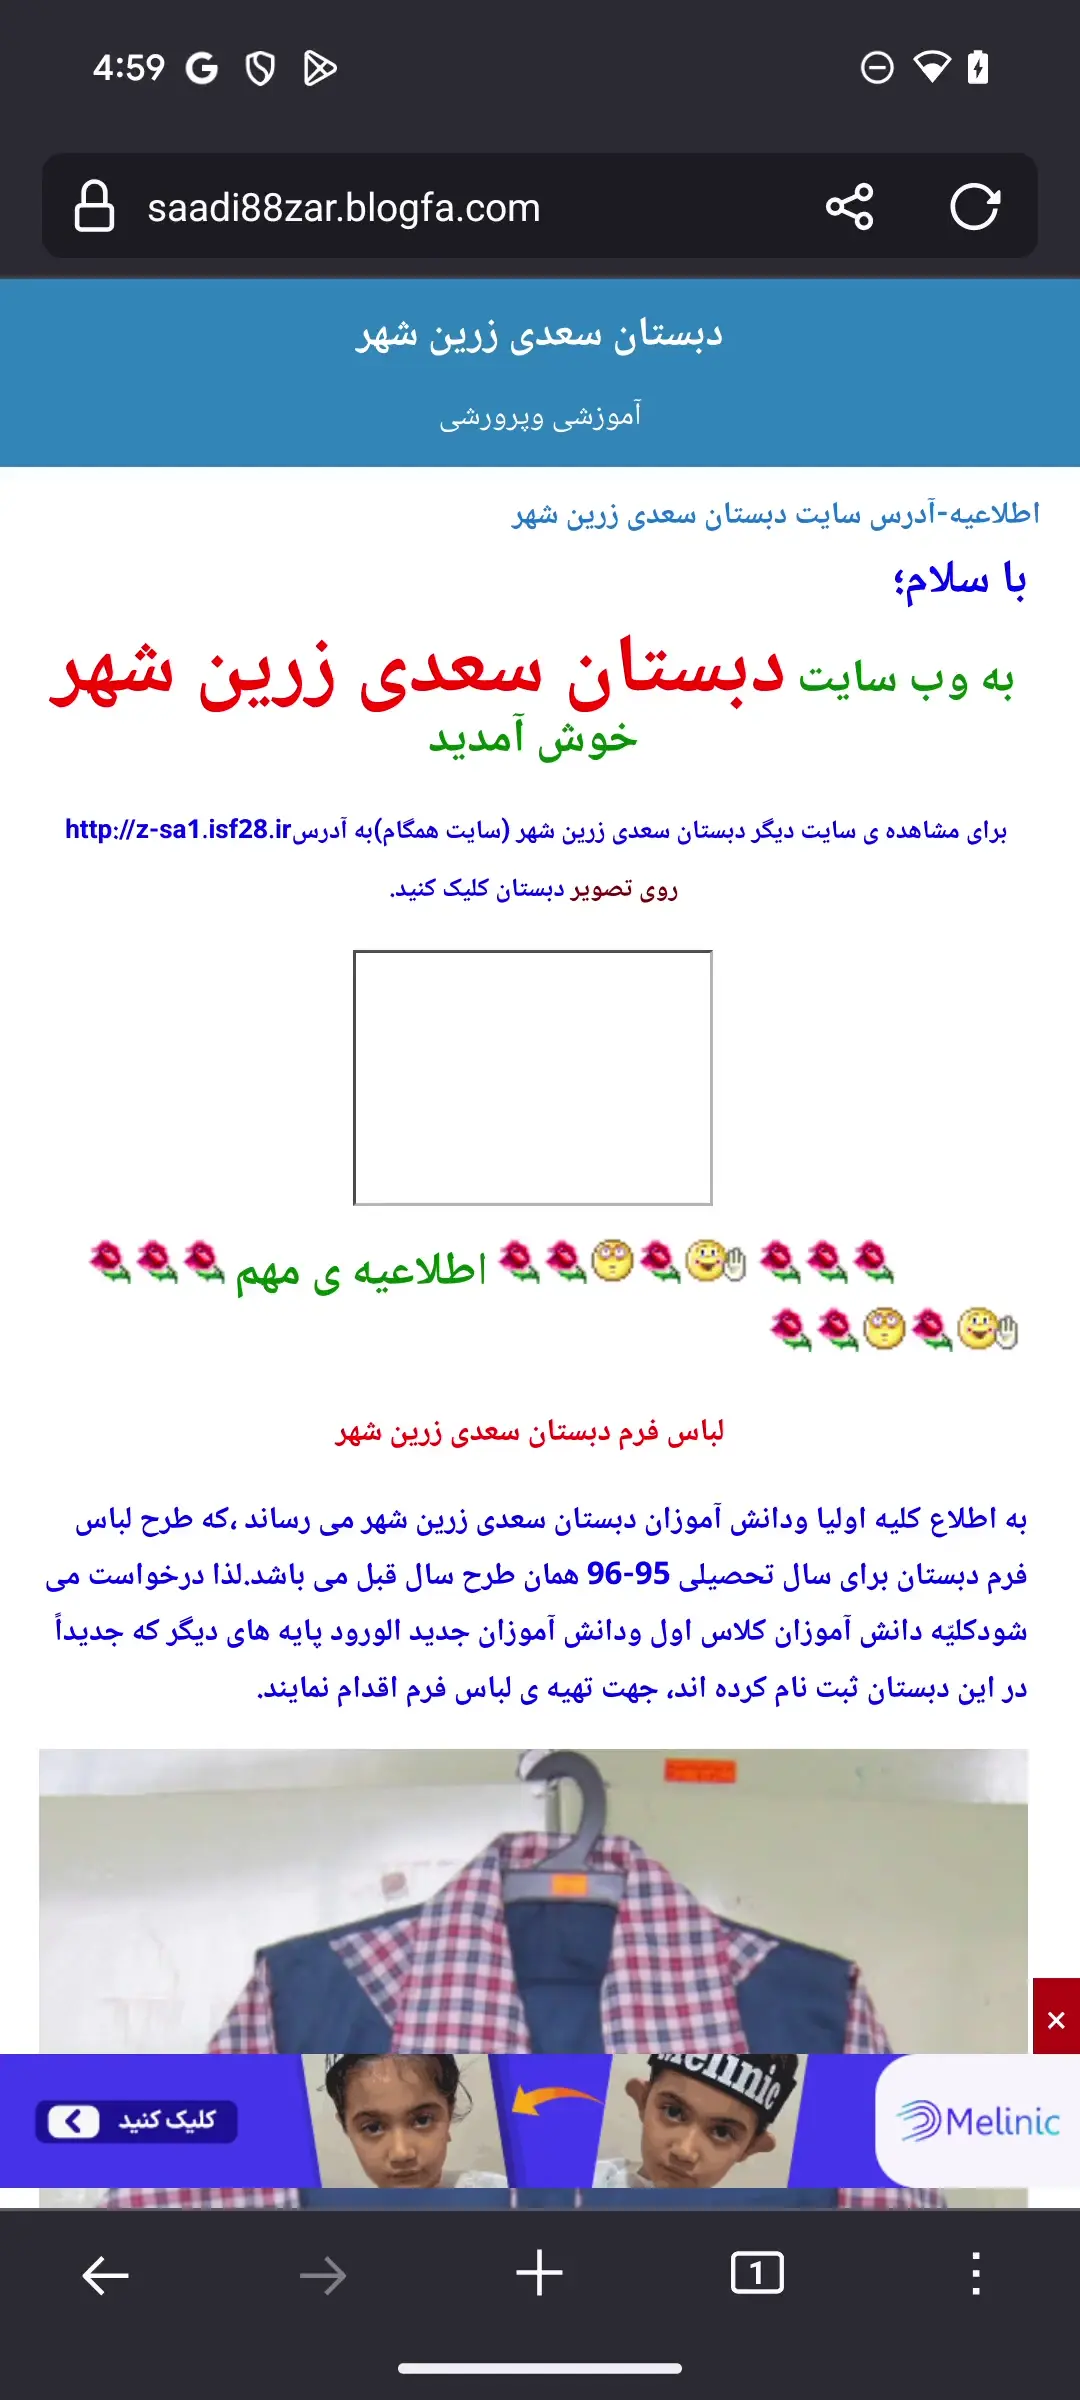 4:59
saadi88zar.blogfa.com
دبستان سعدی زرین شهر
آموزشی وپرورشی
اطلاعیه-آدرس سایت دبستان سعدی زرین شهر
با سلام؛
به وب سایت دبستان سعدی زرین شهر
خوش آمدید
برای مشاهده ی سایت دیگر دبستان سعدی زرین شهر (سایت همگام)به آدرسhttp://z-sa1.isf28.ir
روی تصویر دبستان کلیک کنید.
اطلاعیه ی مهم
لباس فرم دبستان سعدی زرین شهر
به اطلاع کلیه اولیا ودانش آموزان دبستان سعدی زرین شهر می رساند ،که طرح لباس
فرم دبستان برای سال تحصیلی 95-96 همان طرح سال قبل می باشد.لذا درخواست می
شودکلیّه دانش آموزان کلاس اول ودانش آموزان جدید الورود پایه های دیگر که جدیداً
در این دبستان ثبت نام کرده اند، جهت تهیه ی لباس فرم اقدام نمایند.
Melinic
Melinic
کلیک کنید
1